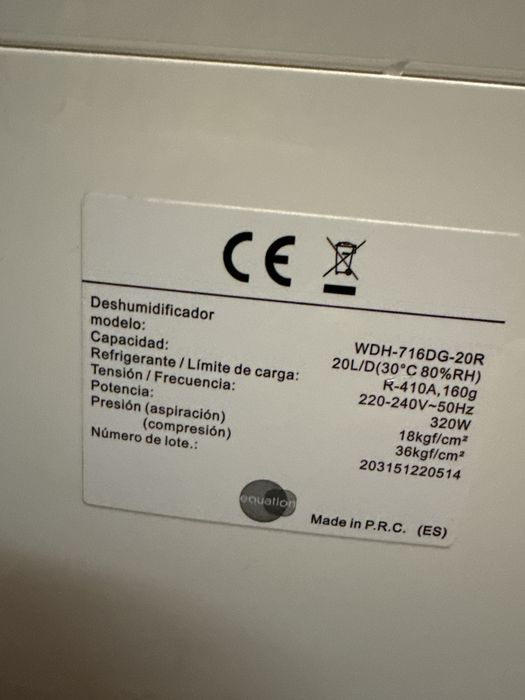 CE
Deshumidificador
modelo: WDH-716DG-20R
Capacidad: 20L/D(30°C 80%RH)
Refrigerante / Límite de carga: R-410A, 160g
Tensión / Frecuencia: 220-240V~50Hz
Potencia: 320W
Presión (aspiración) 18kgf/cm²
(compresión) 36kgf/cm²
Número de lote.: 203151220514
equation
Made in P.R.C. (ES)